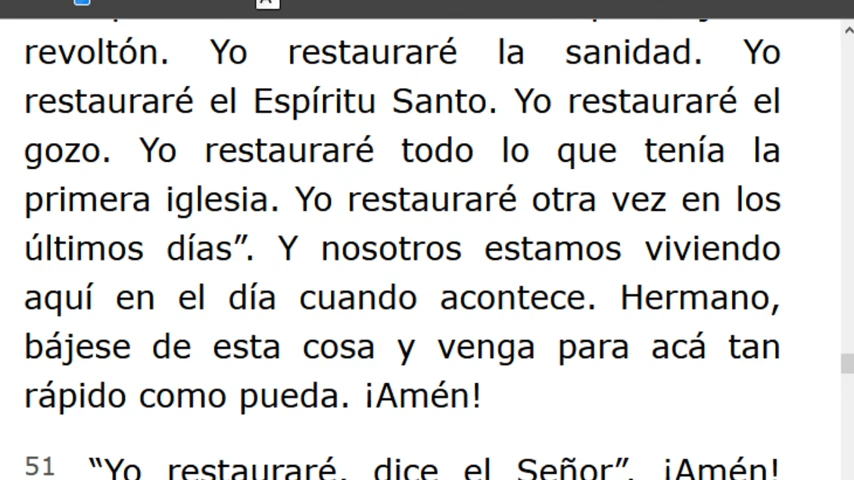 revoltón. Yo restauraré la sanidad. Yo
restauraré el Espíritu Santo. Yo restauraré el
gozo. Yo restauraré todo lo que tenía la
primera iglesia. Yo restauraré otra vez en los
últimos días”. Y nosotros estamos viviendo
aquí en el día cuando acontece. Hermano,
bájese de esta cosa y venga para acá tan
rápido como pueda. ¡Amén!
51 “Yo restauraré, dice el Señor”. ¡Amén!